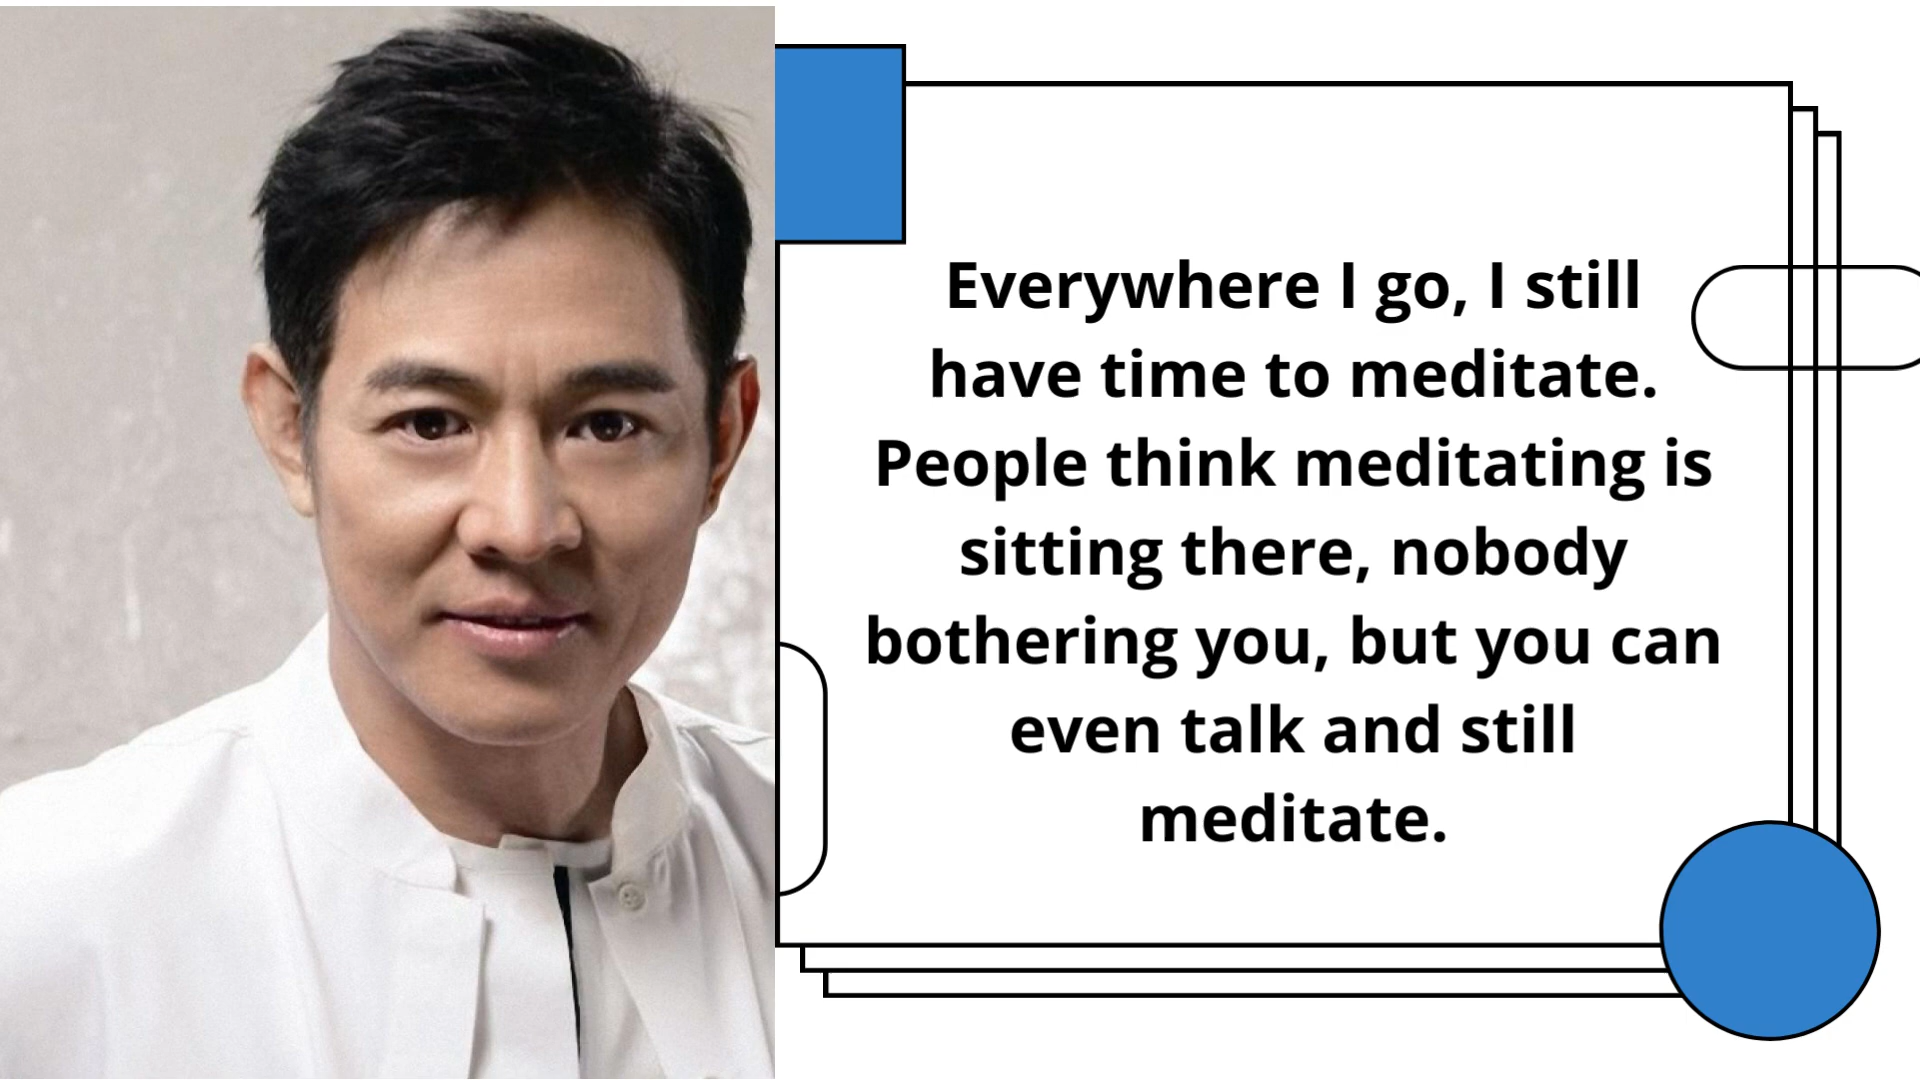 Everywhere I go, I still
have time to meditate.
People think meditating is
sitting there, nobody
bothering you, but you can
even talk and still
meditate.